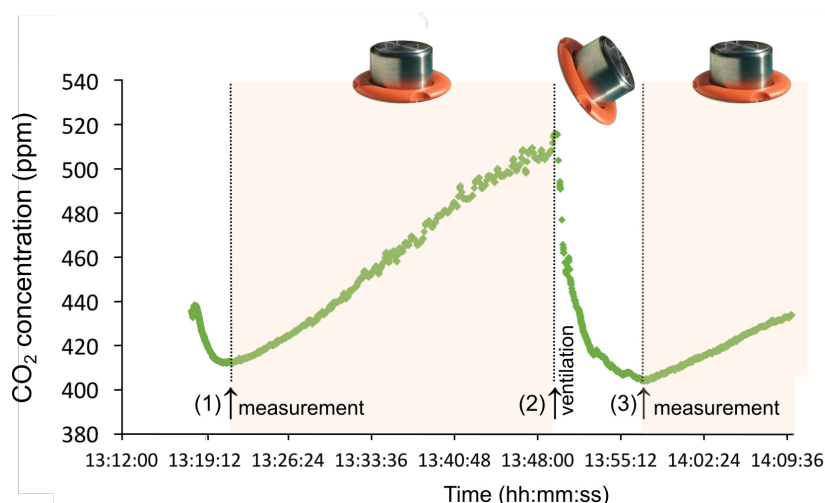 540
520
500
480
460
440
420
400
380
CO2 concentration (ppm)
(1) measurement
(2) ventilation
(3) measurement
13:12:00 13:19:12 13:26:24 13:33:36 13:40:48 13:48:00 13:55:12 14:02:24 14:09:36
Time (hh:mm:ss)